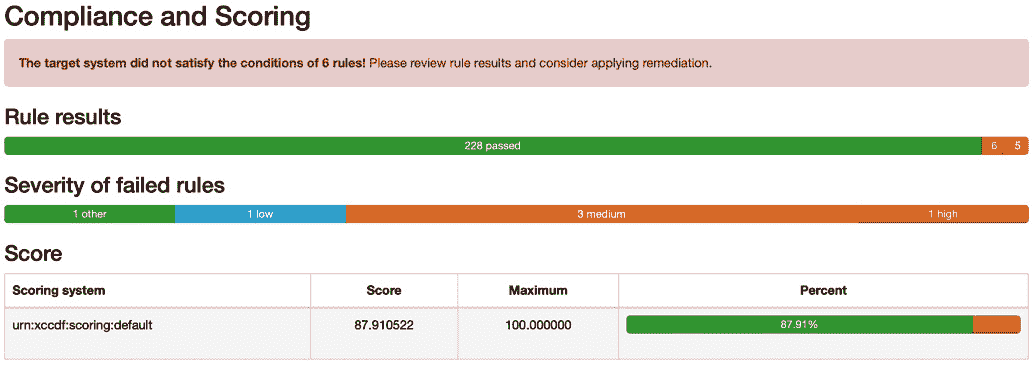 Compliance and Scoring
The target system did not satisfy the conditions of 6 rules! Please review rule results and consider applying remediation.
Rule results
228 passed 6 5
Severity of failed rules
1 other 1 low 3 medium 1 high
Score
Scoring system Score Maximum Percent
urn:xccdf:scoring:default 87.910522 100.000000 87.91%